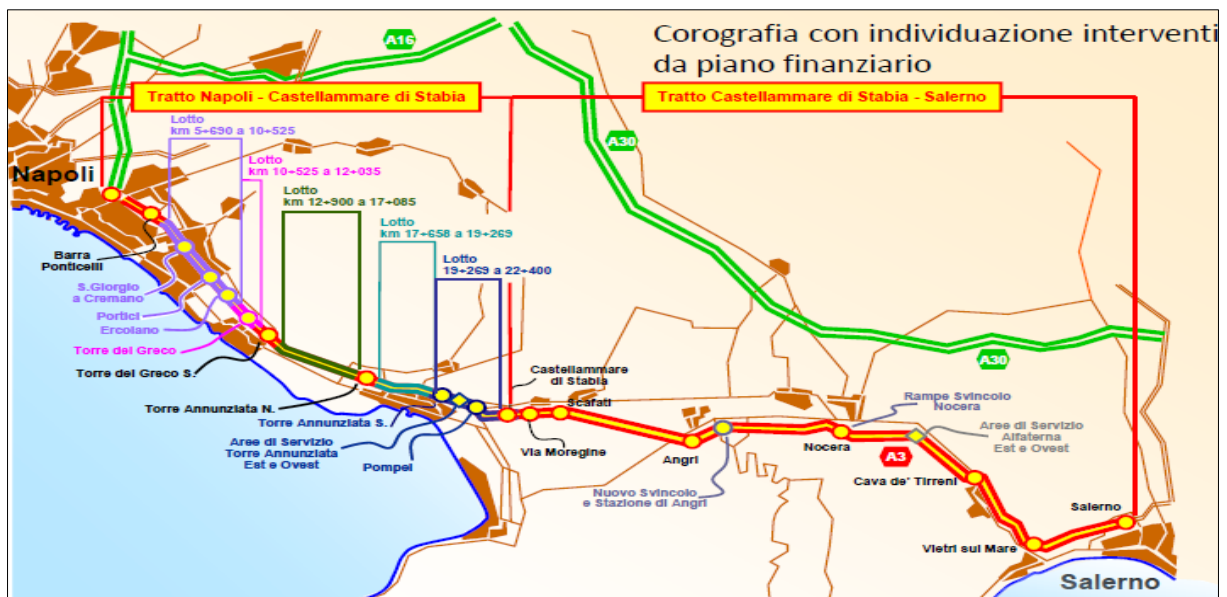 Corografia con individuazione interventi
da piano finanziario
A16
Tratto Napoli - Castellammare di Stabia
Tratto Castellammare di Stabia - Salerno
Lotto
km 5+690 a 10+525
A30
Napoli
Lotto
km 10+525 a 12+035
Lotto
km 12+900 a 17+085
Lotto
km 17+658 a 19+269
Lotto
19+269 a 22+400
Barra
Ponticelli
S.Giorgio
a Cremano
Portici
Ercolano
Torre del Greco
Torre del Greco S.
Torre Annunziata N.
Torre Annunziata S.
Aree di Servizio
Torre Annunziata
Est e Ovest
Pompei
Castellammare
di Stabia
Scafati
Via Moregine
Angri
Nuovo Svincolo
e Stazione di Angri
A30
Rampe Svincolo
Nocera
Nocera
A3
Aree di Servizio
Alfaterna
Est e Ovest
Cava de' Tirreni
Salerno
Vietri sul Mare
Salerno